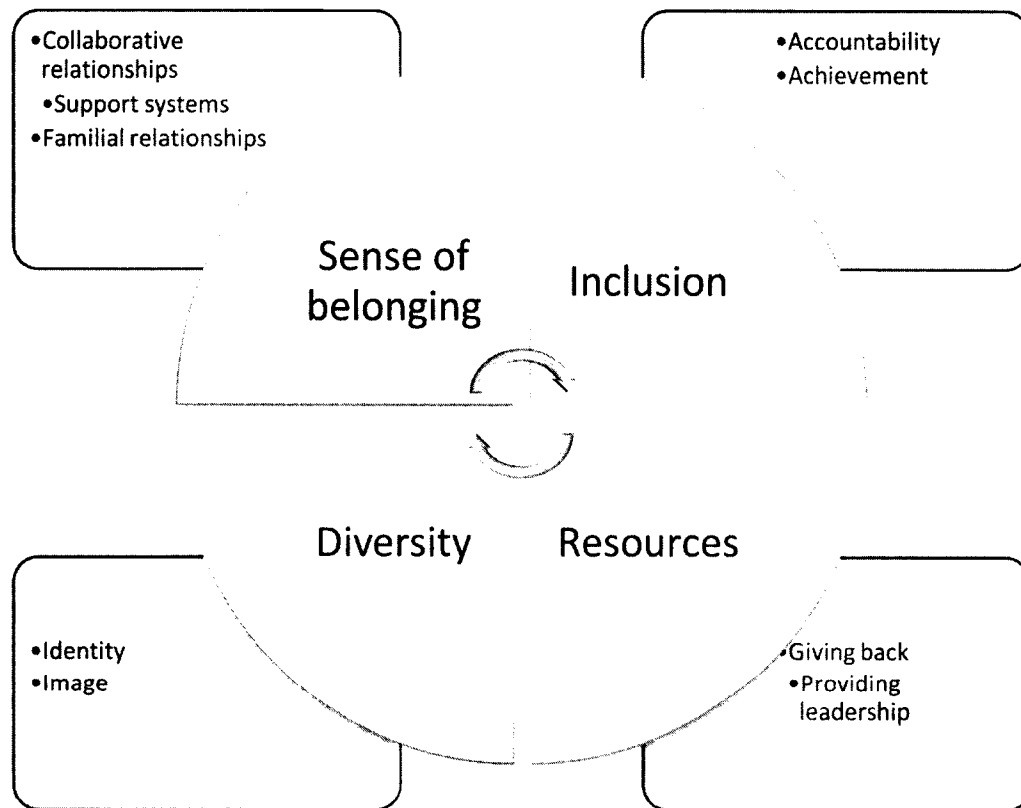 •Collaborative
relationships
•Support systems
•Familial relationships
•Accountability
•Achievement
Sense of
belonging
Inclusion
Diversity
Resources
•Identity
•Image
•Giving back
•Providing
leadership